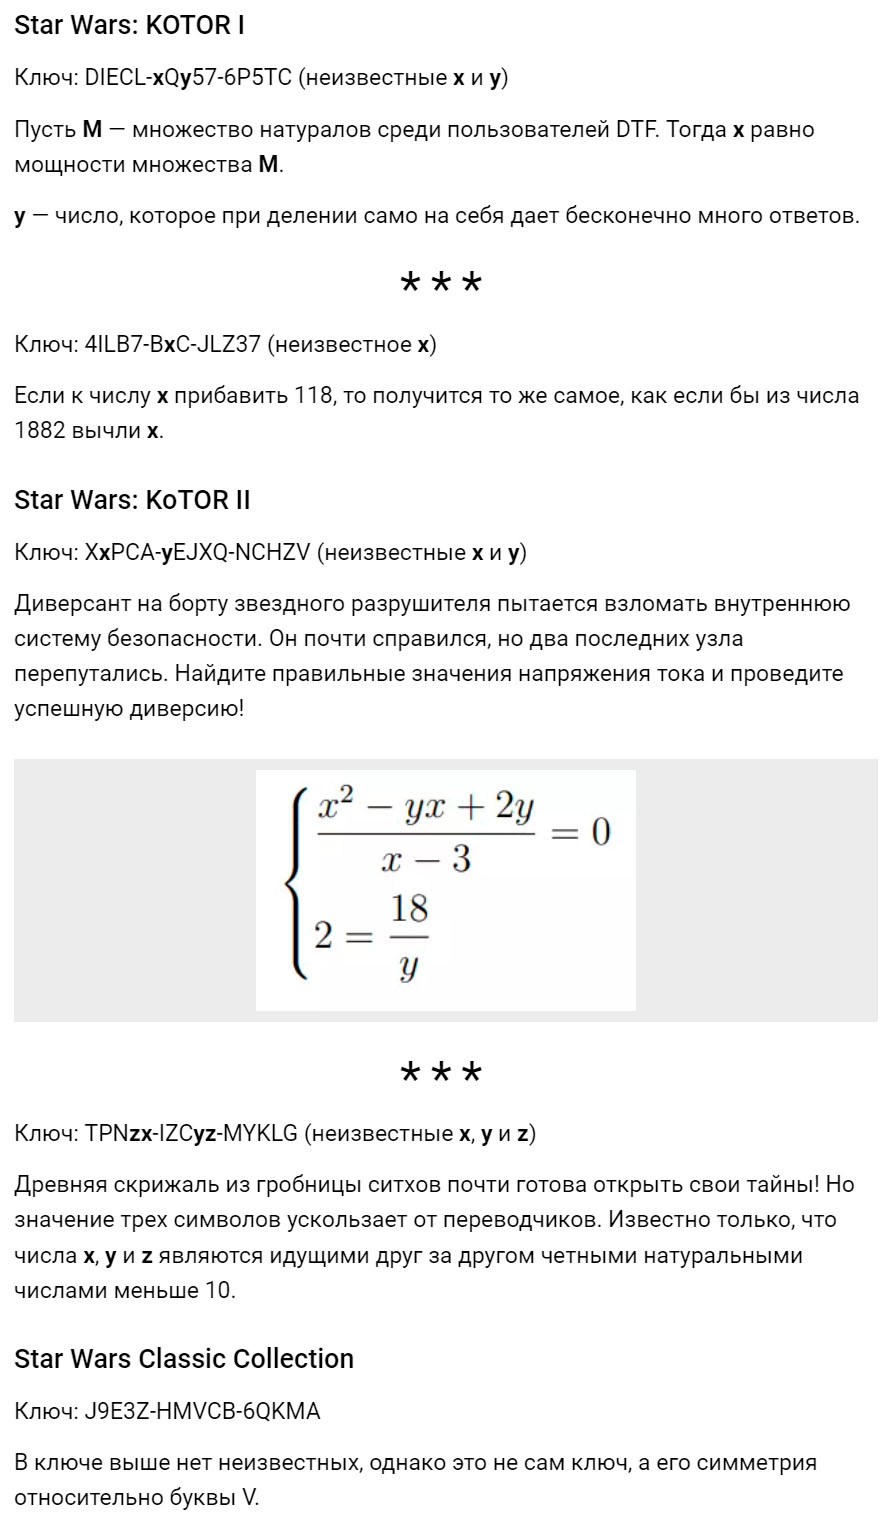 Star Wars: KOTOR I
Ключ: DIECL-xQy57-6P5TC (неизвестные x и y)
Пусть M — множество натуралов среди пользователей DTF. Тогда x равно
мощности множества M.
y — число, которое при делении само на себя дает бесконечно много ответов.
* * *
Ключ: 4ILB7-BxC-JLZ37 (неизвестное x)
Если к числу x прибавить 118, то получится то же самое, как если бы из числа
1882 вычли x.
Star Wars: KoTOR II
Ключ: XxPCA-yEJXQ-NCHZV (неизвестные x и y)
Диверсант на борту звездного разрушителя пытается взломать внутреннюю
систему безопасности. Он почти справился, но два последних узла
перепутались. Найдите правильные значения напряжения тока и проведите
успешную диверсию!
x² − yx + 2y
= 0
x − 3
18
2 =
y
* * *
Ключ: TPNzx-IZCyz-MYKLG (неизвестные x, y и z)
Древняя скрижаль из гробницы ситхов почти готова открыть свои тайны! Но
значение трех символов ускользает от переводчиков. Известно только, что
числа x, y и z являются идущими друг за другом четными натуральными
числами меньше 10.
Star Wars Classic Collection
Ключ: J9E3Z-HMVCB-6QKMA
В ключе выше нет неизвестных, однако это не сам ключ, а его симметрия
относительно буквы V.